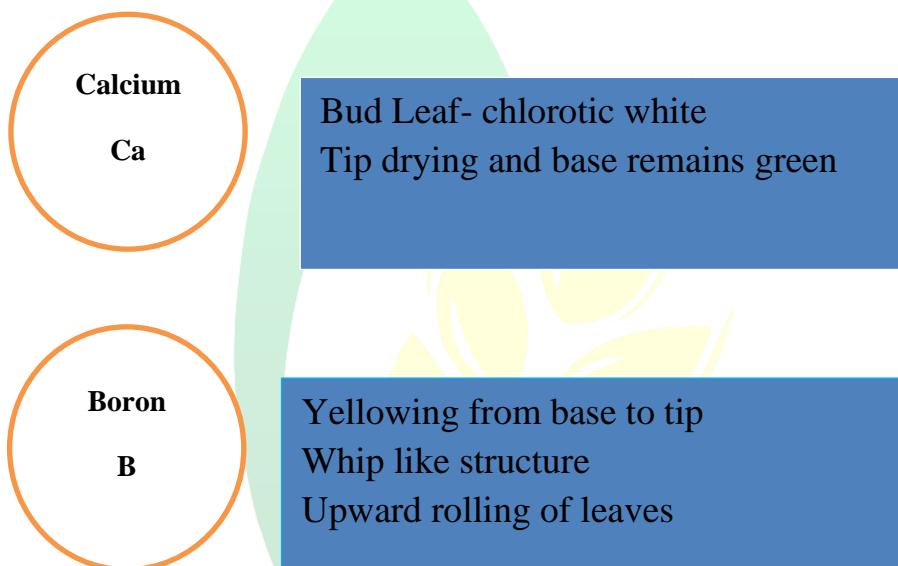 Calcium
Ca
Bud Leaf- chlorotic white
Tip drying and base remains green
Boron
B
Yellowing from base to tip
Whip like structure
Upward rolling of leaves